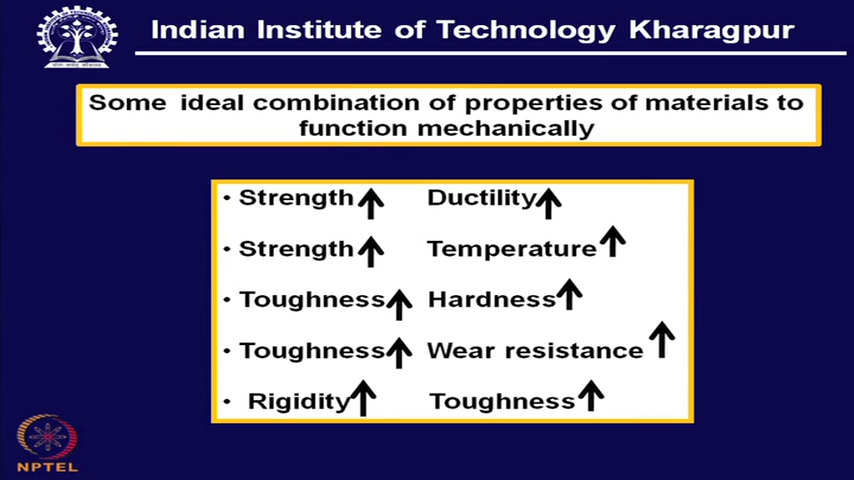 Indian Institute of Technology Kharagpur
Some ideal combination of properties of materials to
function mechanically
• Strength↑ Ductility↑
• Strength↑ Temperature↑
• Toughness↑ Hardness↑
• Toughness↑ Wear resistance↑
• Rigidity↑ Toughness↑
NPTEL